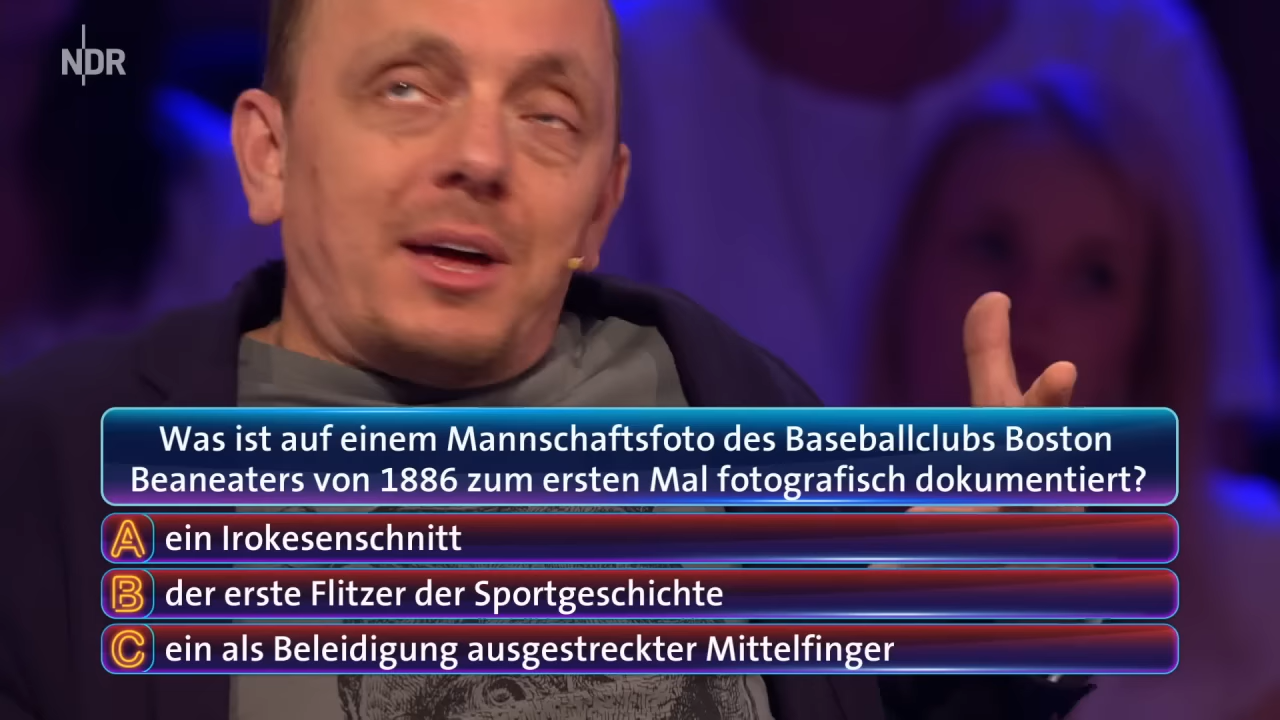 NDR
Was ist auf einem Mannschaftsfoto des Baseballclubs Boston
Beaneaters von 1886 zum ersten Mal fotografisch dokumentiert?
A ein Irokesenschnitt
B der erste Flitzer der Sportgeschichte
C ein als Beleidigung ausgestreckter Mittelfinger